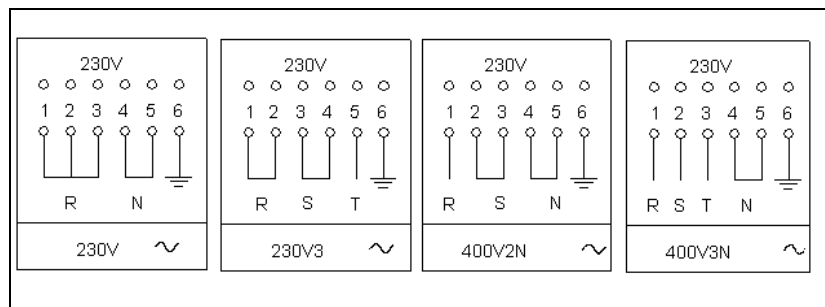 230V
1 2 3 4 5 6
R N
230V ~
230V
1 2 3 4 5 6
R S T
230V3 ~
230V
1 2 3 4 5 6
R S N
400V2N ~
230V
1 2 3 4 5 6
R S T N
400V3N ~